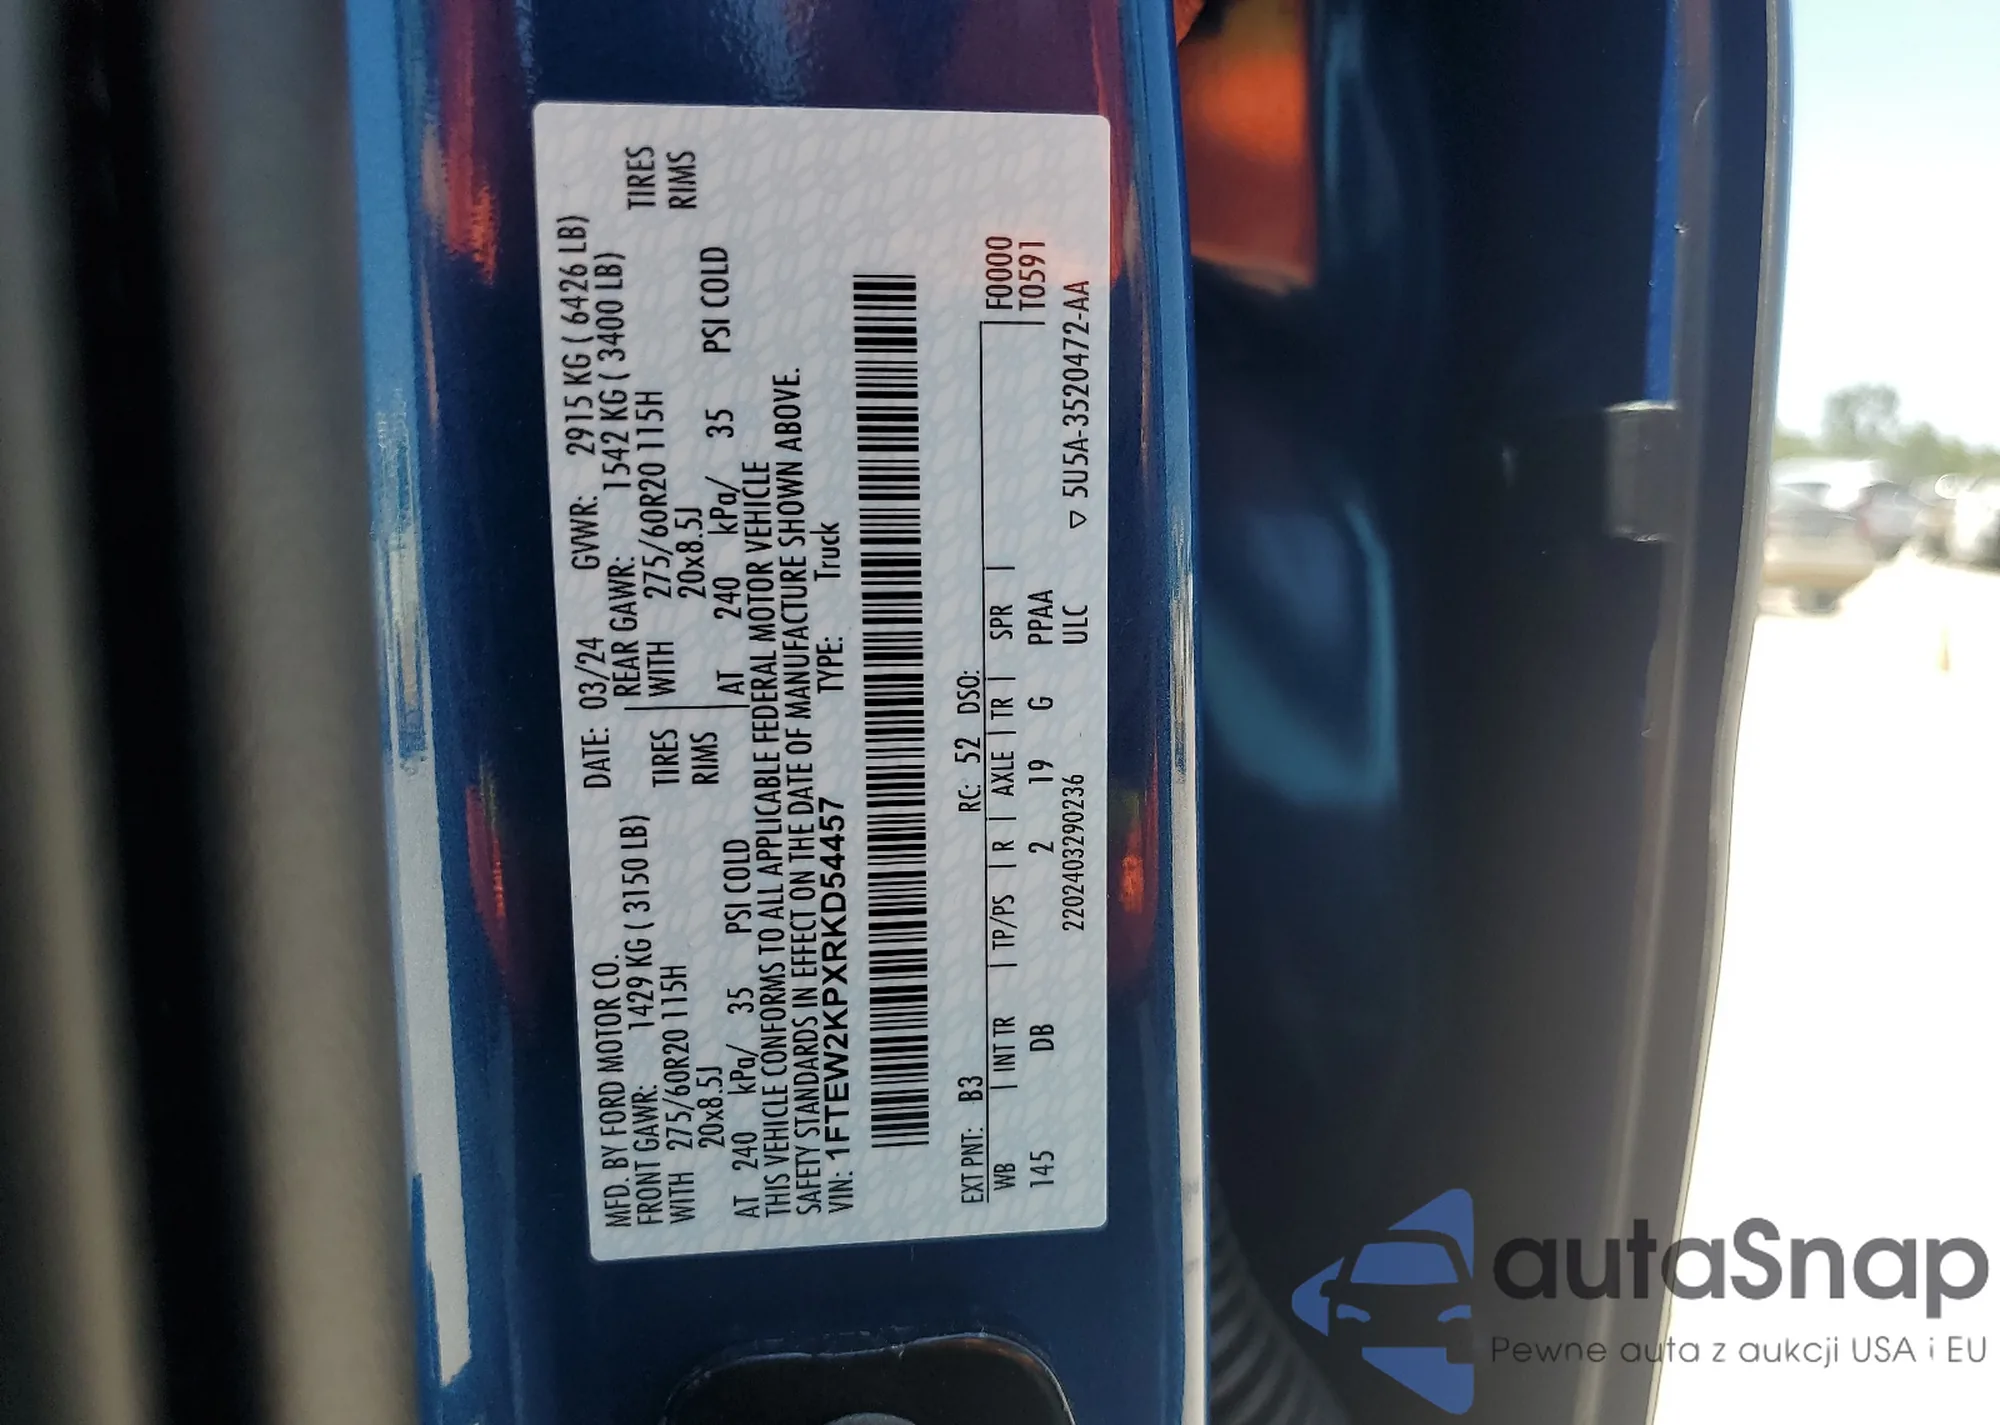 MFD. BY FORD MOTOR CO. DATE: 03/24 GVWR: 2915 KG ( 6426 LB)
FRONT GAWR: 1429 KG ( 3150 LB) REAR GAWR: 1542 KG ( 3400 LB)
WITH 275/60R20 115H TIRES WITH 275/60R20 115H TIRES
20x8.5J RIMS 20x8.5J RIMS
AT 240 kPa/ 35 PSI COLD AT 240 kPa/ 35 PSI COLD
THIS VEHICLE CONFORMS TO ALL APPLICABLE FEDERAL MOTOR VEHICLE
SAFETY STANDARDS IN EFFECT ON THE DATE OF MANUFACTURE SHOWN ABOVE.
VIN: 1FTEW2KPXRKD54457 TYPE: Truck
EXT PNT: B3 RC: 52 DSO: F0000
WB | INT TR | TP/PS | R | AXLE | TR | SPR | T0591
145 DB 2 19 G PPAA
220240329236 ULC ▽ 5U5A-3520472-AA
autaSnap
Pewne auta z aukcji USA i EU